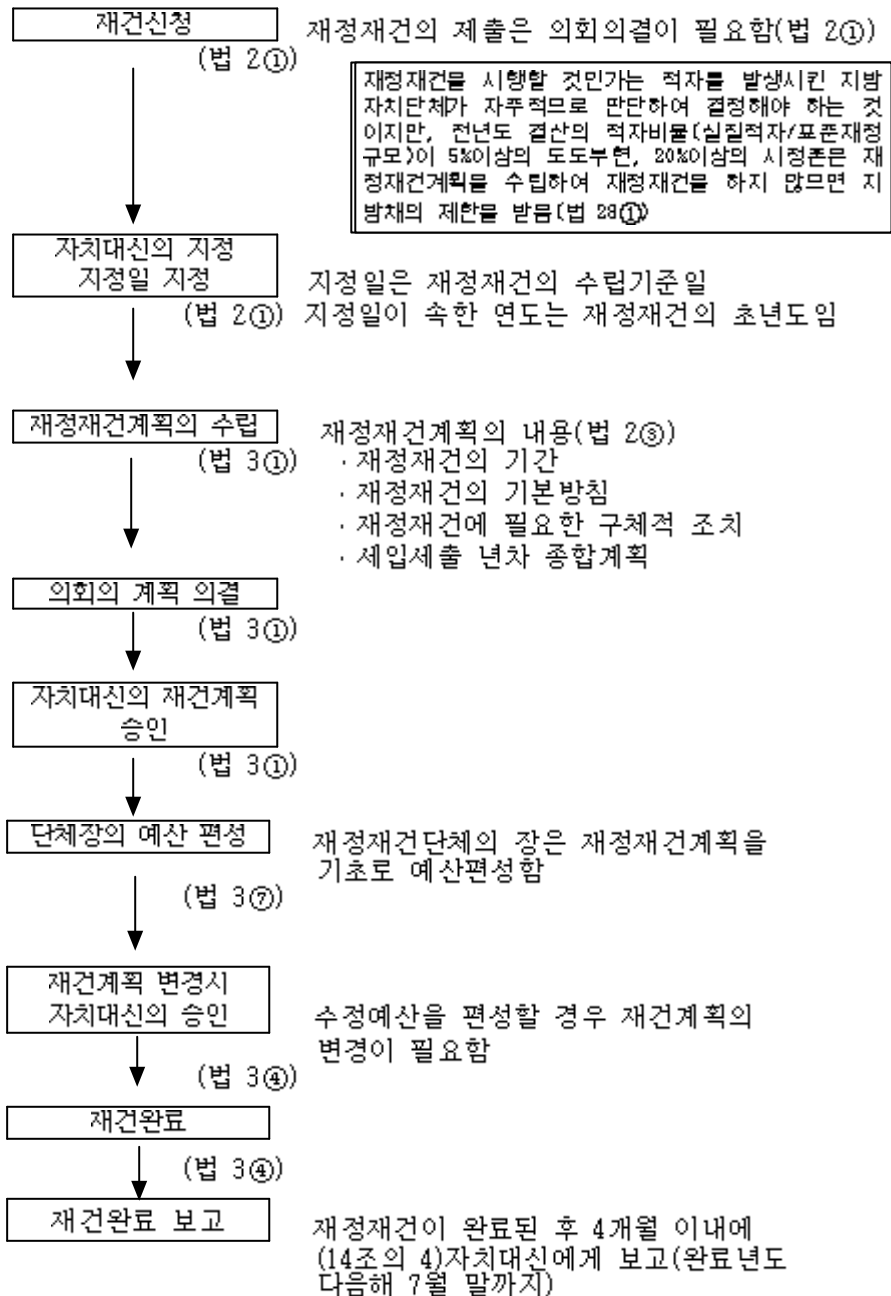 재건신청
재정재건의 제출은 의회의결이 필요함(법 2①)
(법 2①)
재정재건을 시행할 것인가는 적자를 발생시킨 지방
자치단체가 자주적으로 판단하여 결정해야 하는 것
이지만, 전년도 결산의 적자비율(실질적자/표준재정
규모)이 5%이상의 도도부현, 20%이상의 시정촌은 재
정재건계획을 수립하여 재정재건을 하지 않으면 지
방채의 제한을 받음(법 23①)
자치대신의 지정
지정일 지정
지정일은 재정재건의 수립기준일
(법 2①) 지정일이 속한 연도는 재정재건의 초년도임
재정재건계획의 수립
재정재건계획의 내용(법 2③)
(법 3①)
· 재정재건의 기간
· 재정재건의 기본방침
· 재정재건에 필요한 구체적 조치
· 세입세출 년차 종합계획
의회의 계획 의결
(법 3①)
자치대신의 재건계획
승인
(법 3①)
단체장의 예산 편성
재정재건단체의 장은 재정재건계획을
기초로 예산편성함
(법 3⑦)
재건계획 변경시
자치대신의 승인
수정예산을 편성할 경우 재건계획의
변경이 필요함
(법 3④)
재건완료
(법 3④)
재건완료 보고
재정재건이 완료된 후 4개월 이내에
(14조의 4)자치대신에게 보고(완료년도
다음해 7월 말까지)